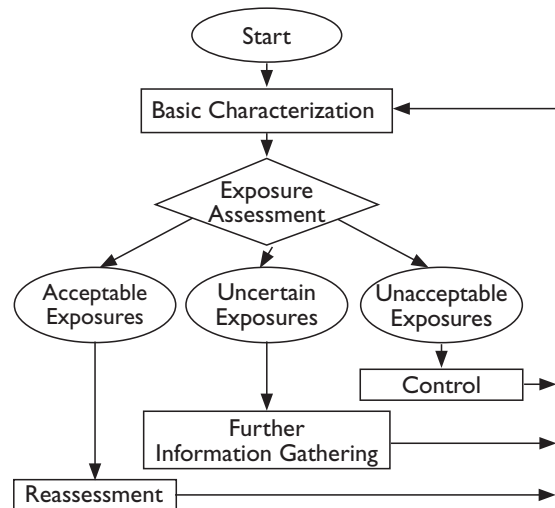 Start
Basic Characterization
Exposure
Assessment
Acceptable
Exposures
Uncertain
Exposures
Unacceptable
Exposures
Control
Further
Information Gathering
Reassessment